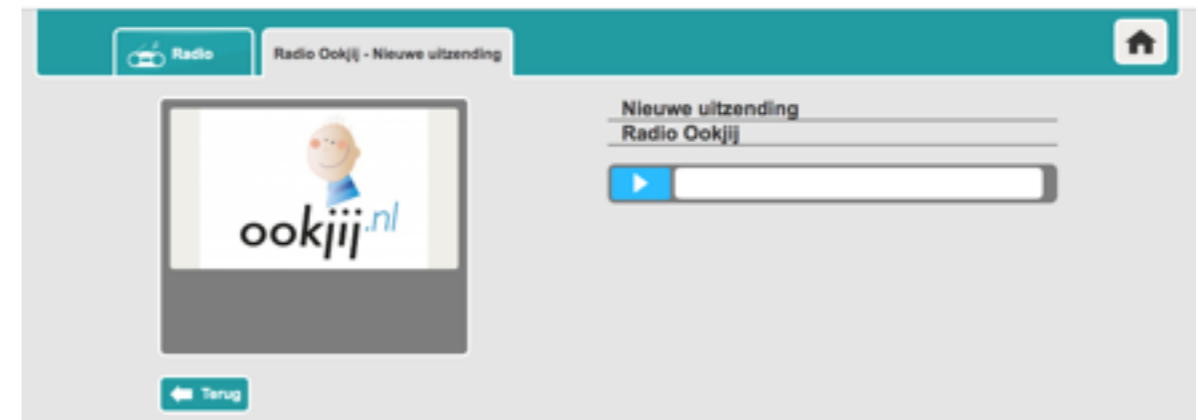 Radio
Radio Ookjij - Nieuwe uitzending
Nieuwe uitzending
Radio Ookjij
ookjij.nl
Terug